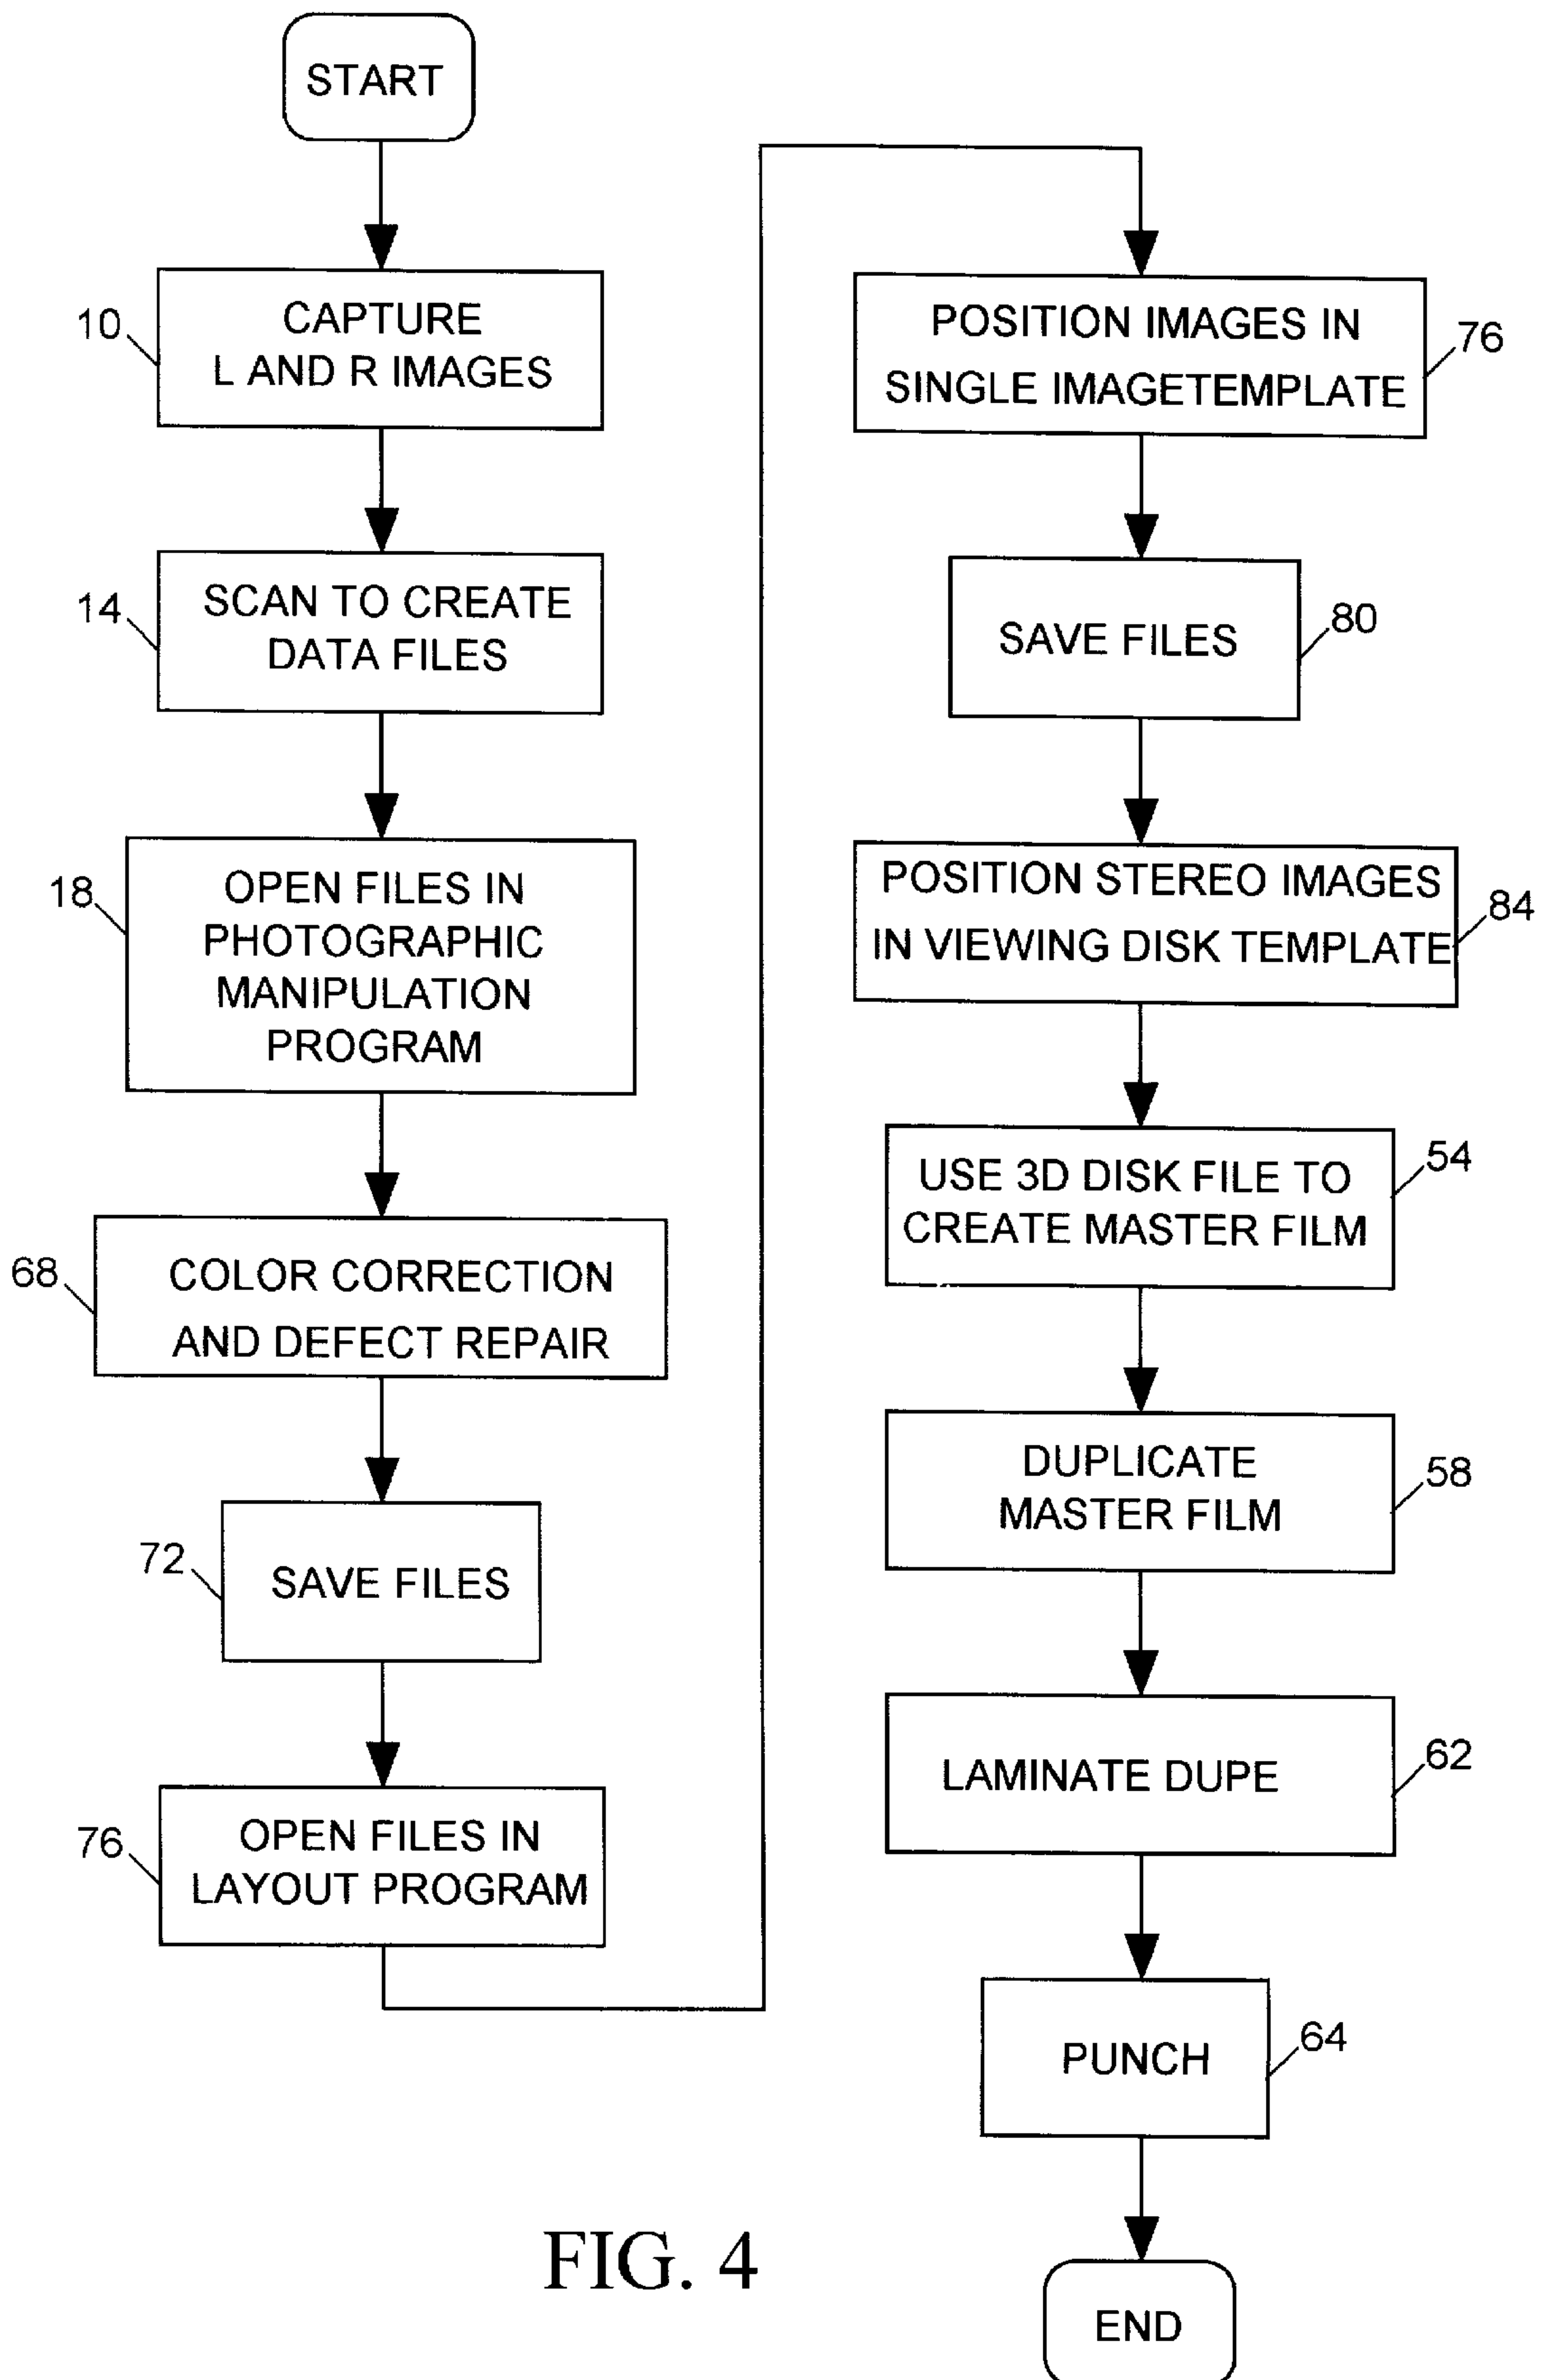 START
10
CAPTURE
L AND R IMAGES
14
SCAN TO CREATE
DATA FILES
18
OPEN FILES IN
PHOTOGRAPHIC
MANIPULATION
PROGRAM
68
COLOR CORRECTION
AND DEFECT REPAIR
72
SAVE FILES
76
OPEN FILES IN
LAYOUT PROGRAM
POSITION IMAGES IN
SINGLE IMAGETEMPLATE
76
SAVE FILES
80
POSITION STEREO IMAGES
IN VIEWING DISK TEMPLATE
84
USE 3D DISK FILE TO
CREATE MASTER FILM
54
DUPLICATE
MASTER FILM
58
LAMINATE DUPE
62
PUNCH
64
END
FIG. 4